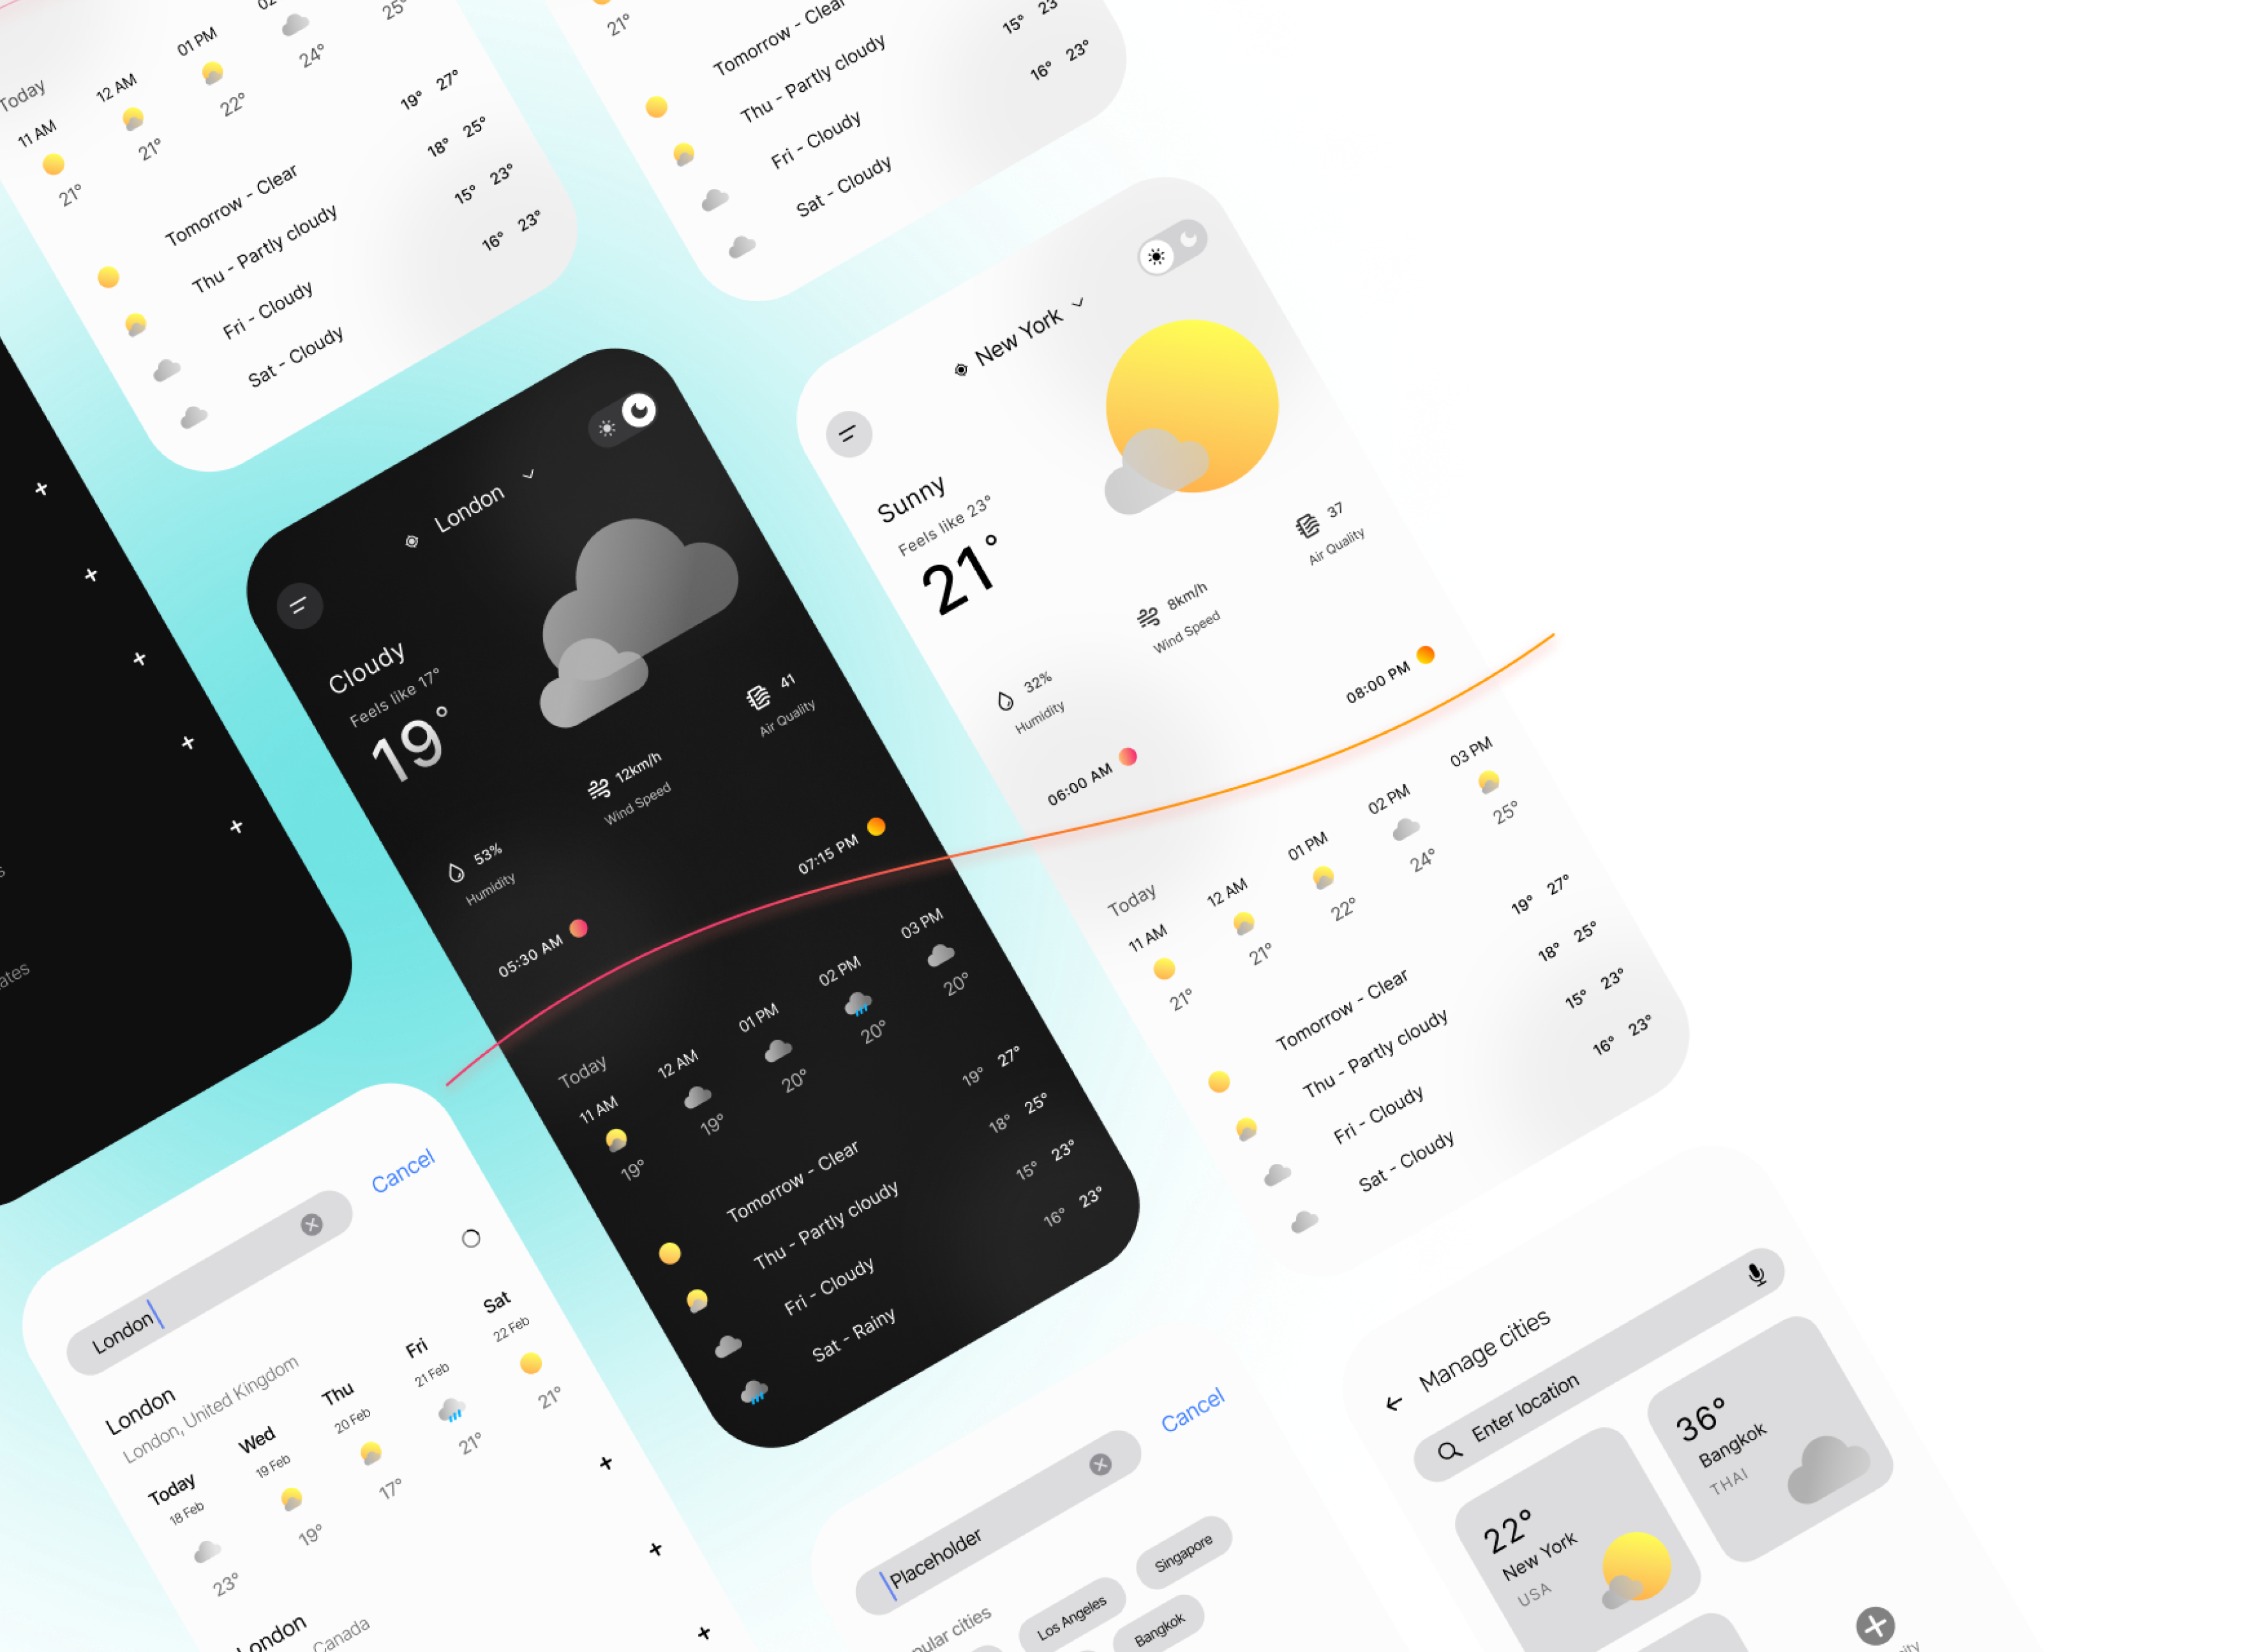 Today
11 AM 12 AM 01 PM
21° 21° 22° 24° 25°
Tomorrow - Clear 19° 27°
Thu - Partly cloudy 18° 25°
Fri - Cloudy 15° 23°
Sat - Cloudy 16° 23°
21°
Tomorrow - Clear
Thu - Partly cloudy
Fri - Cloudy 15° 23
Sat - Cloudy 16° 23°
London
Cloudy
Feels like 17°
19°
53%
Humidity
12km/h
Wind Speed
41
Air Quality
05:30 AM
07:15 PM
Today
11 AM 12 AM 01 PM 02 PM 03 PM
19° 19° 20° 20° 20°
Tomorrow - Clear 19° 27°
Thu - Partly cloudy 18° 25°
Fri - Cloudy 15° 23°
Sat - Rainy 16° 23°
New York
Sunny
Feels like 23°
21°
32%
Humidity
8km/h
Wind Speed
37
Air Quality
06:00 AM
08:00 PM
Today
11 AM 12 AM 01 PM 02 PM 03 PM
21° 21° 22° 24° 25°
Tomorrow - Clear 19° 27°
Thu - Partly cloudy 18° 25°
Fri - Cloudy 15° 23°
Sat - Cloudy 16° 23°
London
Cancel
London
London, United Kingdom
Today Wed Thu Fri Sat
18 Feb 19 Feb 20 Feb 21 Feb 22 Feb
23° 19° 17° 21° 21°
London
Canada
Placeholder
Cancel
Los Angeles
Singapore
Bangkok
Manage cities
Enter location
22°
New York
USA
36°
Bangkok
THAI